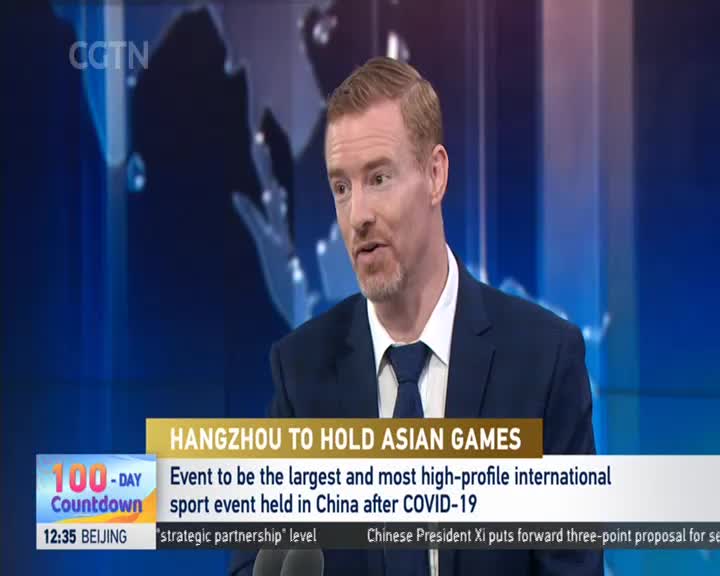 CGTN
HANGZHOU TO HOLD ASIAN GAMES
100-DAY
Countdown
Event to be the largest and most high-profile international
sport event held in China after COVID-19
12:35 BEIJING
"strategic partnership" level Chinese President Xi puts forward three-point proposal for se